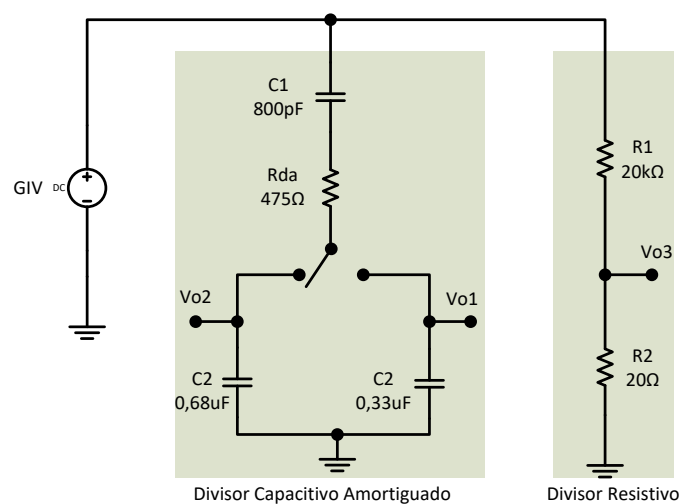 C1
800pF
Rda
475Ω
GIV
DC
R1
20kΩ
Vo3
Vo2
Vo1
C2
0,68uF
C2
0,33uF
R2
20Ω
Divisor Capacitivo Amortiguado
Divisor Resistivo